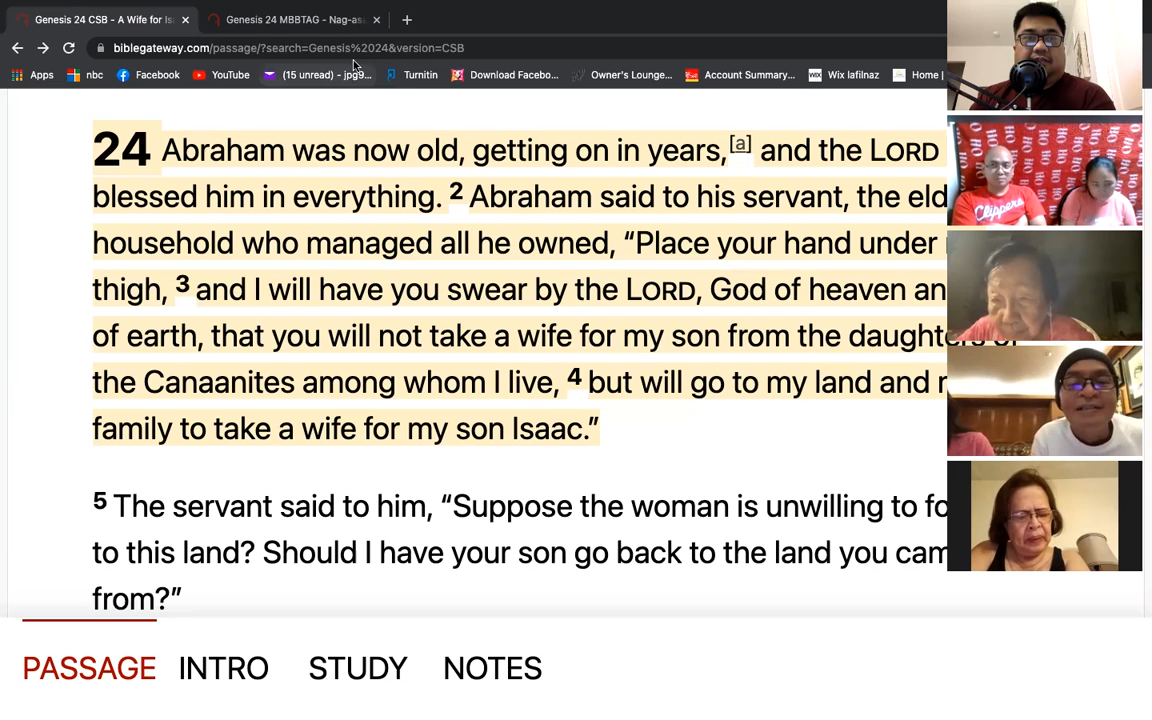 Genesis 24 CSB - A Wife for Is
Genesis 24 MBBTAG - Nag-as
biblegateway.com/passage/?search=Genesis%2024&version=CSB
Apps nbc Facebook YouTube (15 unread) - jpg9... Turnitin Download Facebo... Owner's Lounge... Account Summary... WIX Wix lafilnaz Home |
24 Abraham was now old, getting on in years,[a] and the LORD
blessed him in everything. 2 Abraham said to his servant, the eld
household who managed all he owned, “Place your hand under
thigh, 3 and I will have you swear by the LORD, God of heaven an
of earth, that you will not take a wife for my son from the daughters of
the Canaanites among whom I live, 4 but will go to my land and
family to take a wife for my son Isaac.”
5 The servant said to him, “Suppose the woman is unwilling to fo
to this land? Should I have your son go back to the land you cam
from?”
PASSAGE INTRO STUDY NOTES
Clippers
HO HO HO